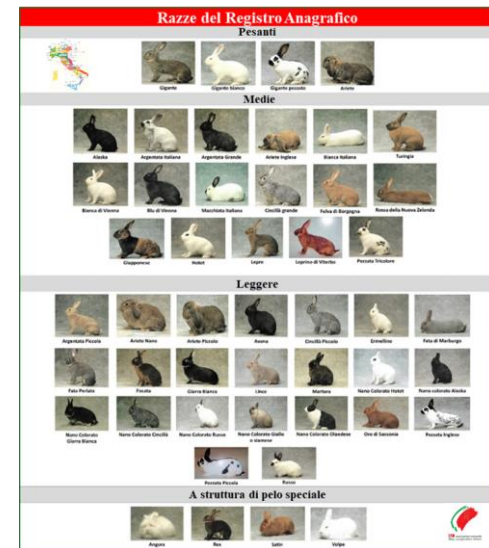 Razze del Registro Anagrafico
Pesanti
Gigante
Gigante bianco
Gigante pezzato
Ariete
Medie
Alaska
Argentata Italiana
Argentata Grande
Ariete Inglese
Bianca Italiana
Turingia
Bianca di Vienna
Blu di Vienna
Macchiata Italiana
Cincillà grande
Fulva di Borgogna
Rossa della Nuova Zelanda
Giapponese
Hotot
Lepre
Leprino di Viterbo
Pezzata Tricolore
Leggere
Argentata Piccola
Ariete Nano
Ariete Piccolo
Avana
Cincillà Piccola
Ermellino
Fata di Marburgo
Fata Perlata
Focata
Giarra Bianca
Lince
Martora
Nano Colorato Hotot
Nano colorato Alaska
Nano Colorato
Giarra Bianca
Nano Colorato Cincillà
Nano Colorato Russo
Nano Colorato Giallo
o siamese
Nano Colorato Olandese
Oro di Sassonia
Pezzata Inglese
Pezzata Piccola
Russa
A struttura di pelo speciale
Angora
Rex
Satin
Volpe